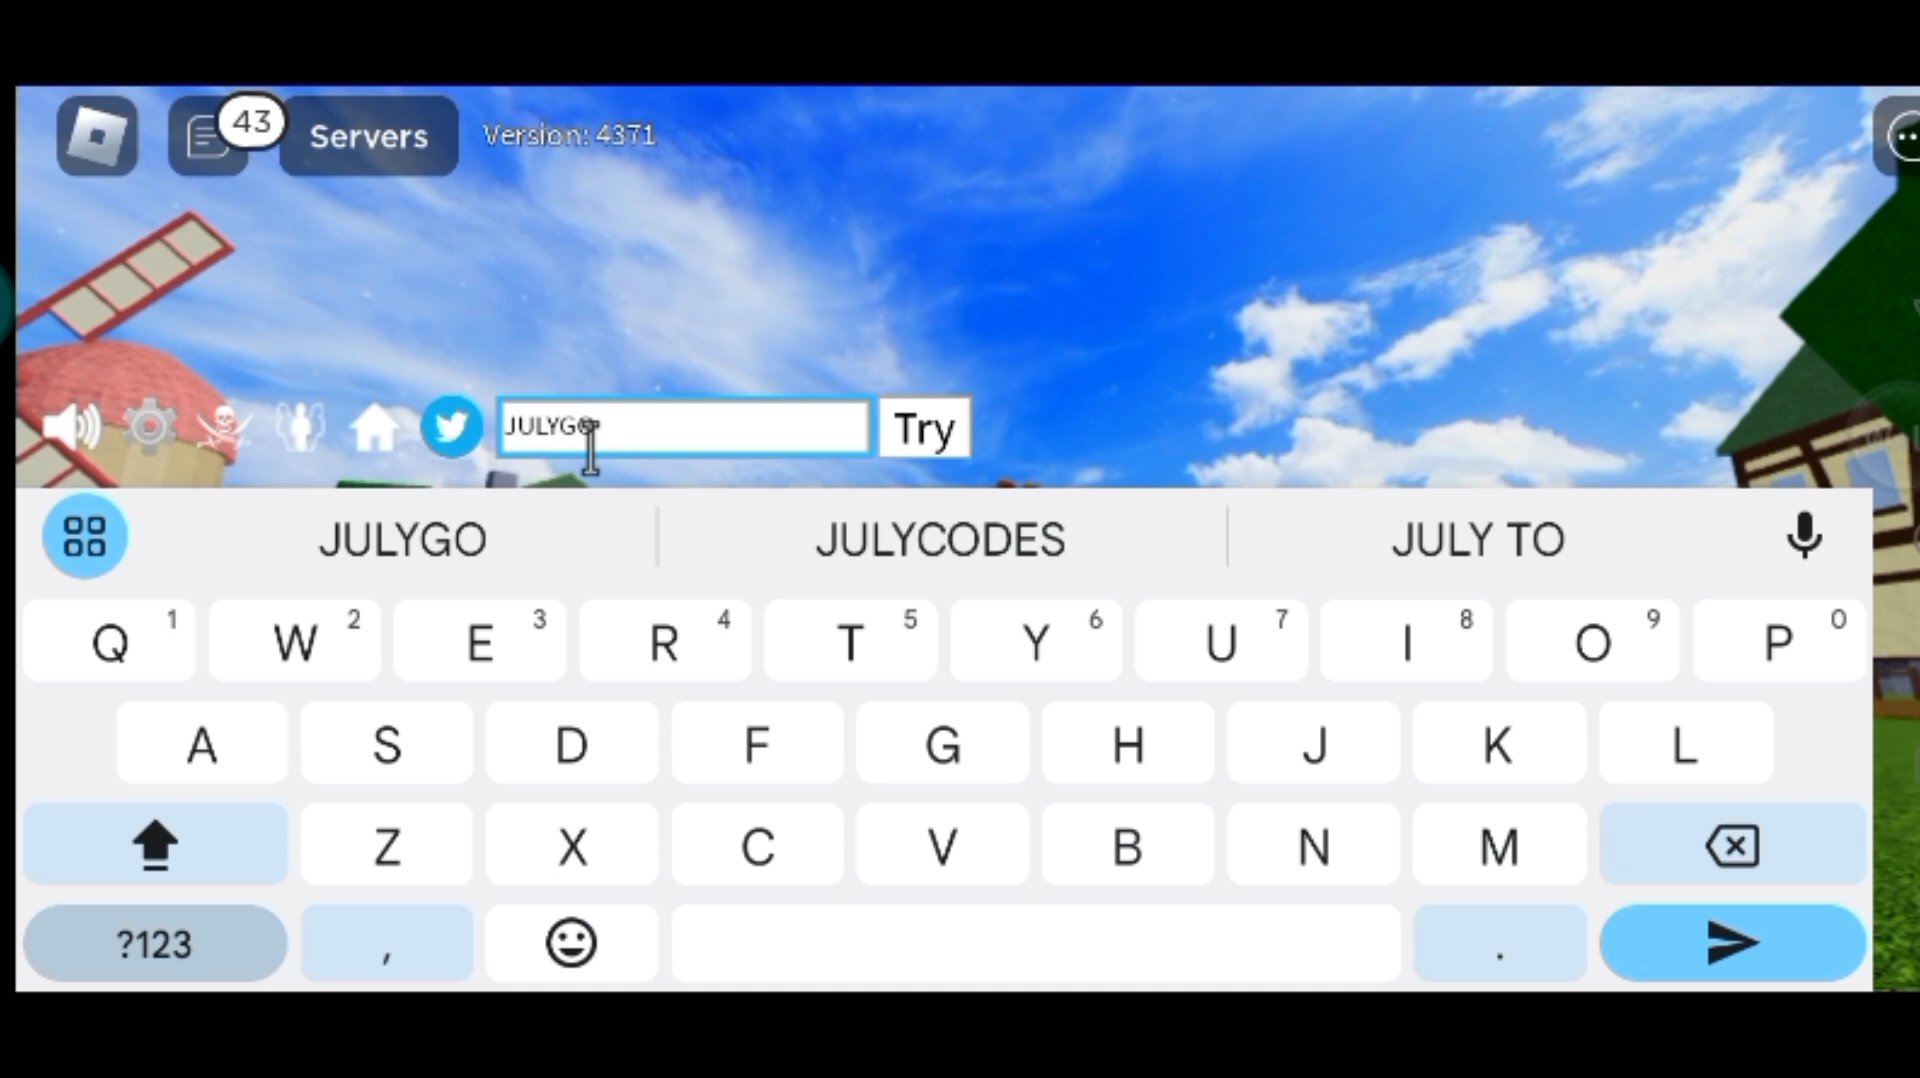 43
Servers
Version: 4371
JULYGO
Try
JULYGO
JULYCODES
JULY TO
Q 1 W 2 E 3 R 4 T 5 Y 6 U 7 I 8 O 9 P 0
A S D F G H J K L
Z X C V B N M
?123 , .